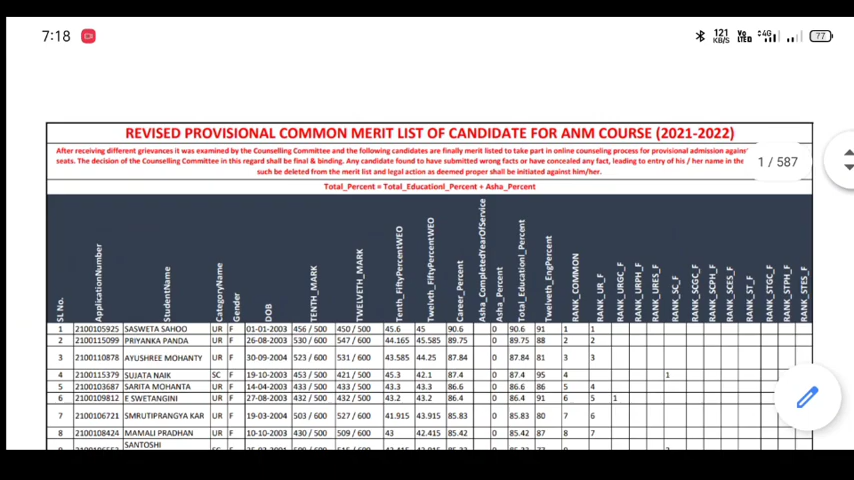 7:18 121 KB/S Vo LTED 4G 77
REVISED PROVISIONAL COMMON MERIT LIST OF CANDIDATE FOR ANM COURSE (2021-2022)
After receiving different grievances it was examined by the Counselling Committee and the following candidates are finally merit listed to take part in online counseling process for provisional admission against
seats. The decision of the Counselling Committee in this regard shall be final & binding. Any candidate found to have submitted wrong facts or have concealed any fact, leading to entry of his / her name in the
such be deleted from the merit list and legal action as deemed proper shall be initiated against him/her.
1 / 587
Total_Percent = Total_Educationl_Percent + Asha_Percent
Sl. No. ApplicationNumber StudentName CategoryName Gender DOB TENTH_MARK TWELVETH_MARK Tenth_FiftyPercentWEO Twelvth_FiftyPercentWEO Career_Percent Asha_CompletedYearOfService Asha_Percent Total_Educationl_Percent Twelveth_EngPercent RANK_COMMON RANK_UR_F RANK_URGC_F RANK_URPH_F RANK_URES_F RANK_SC_F RANK_SCGC_F RANK_SCPH_F RANK_SCES_F RANK_ST_F RANK_STGC_F RANK_STPH_F RANK_STES_F
1 2100105925 SASWETA SAHOO UR F 01-01-2003 456 / 500 450 / 500 45.6 45 90.6 0 90.6 91 1 1
2 2100115099 PRIYANKA PANDA UR F 26-08-2003 530 / 600 547 / 600 44.165 45.585 89.75 0 89.75 88 2 2
3 2100110878 AYUSHREE MOHANTY UR F 30-09-2004 523 / 600 531 / 600 43.585 44.25 87.84 0 87.84 81 3 3
4 2100115379 SUJATA NAIK SC F 19-10-2003 453 / 500 421 / 500 45.3 42.1 87.4 0 87.4 95 4 1
5 2100103687 SARITA MOHANTA UR F 14-04-2003 433 / 500 433 / 500 43.3 43.3 86.6 0 86.6 86 5 4
6 2100109812 E SWETANGINI UR F 27-08-2003 432 / 500 432 / 500 43.2 43.2 86.4 0 86.4 91 6 5 1
7 2100106721 SMRUTIPRANGYA KAR UR F 19-03-2004 503 / 600 527 / 600 41.915 43.915 85.83 0 85.83 80 7 6
8 2100108424 MAMALI PRADHAN UR F 10-10-2003 430 / 500 509 / 600 43 42.415 85.42 0 85.42 87 8 7
SANTOSHI